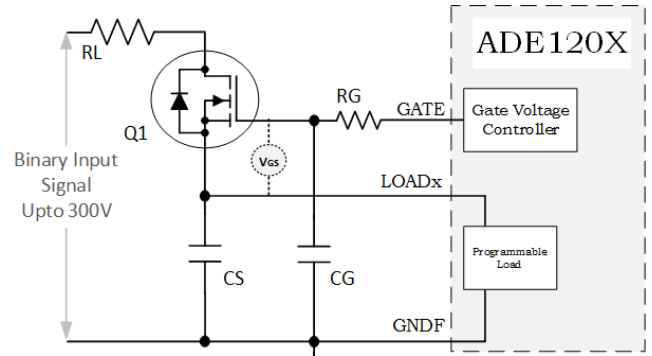 RL
ADE120X
Q1
RG
GATE
Gate Voltage
Controller
VGS
Binary Input
Signal
Upto 300V
LOADx
Programmable
Load
CS
CG
GNDF